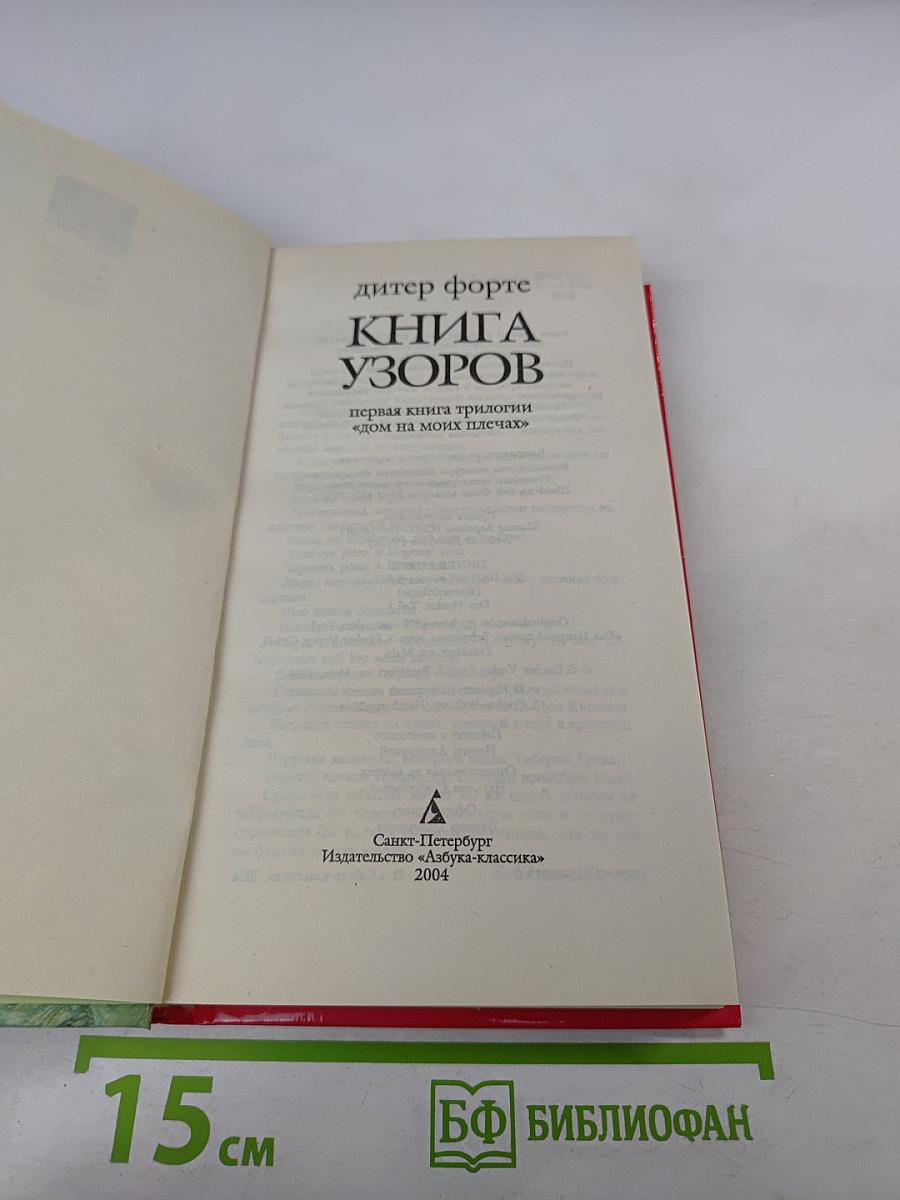 дитер форте
КНИГА
УЗОРОВ
первая книга трилогии
«дом на моих плечах»
Санкт-Петербург
Издательство «Азбука-классика»
2004
15 см
БФ БИБЛИОФАН